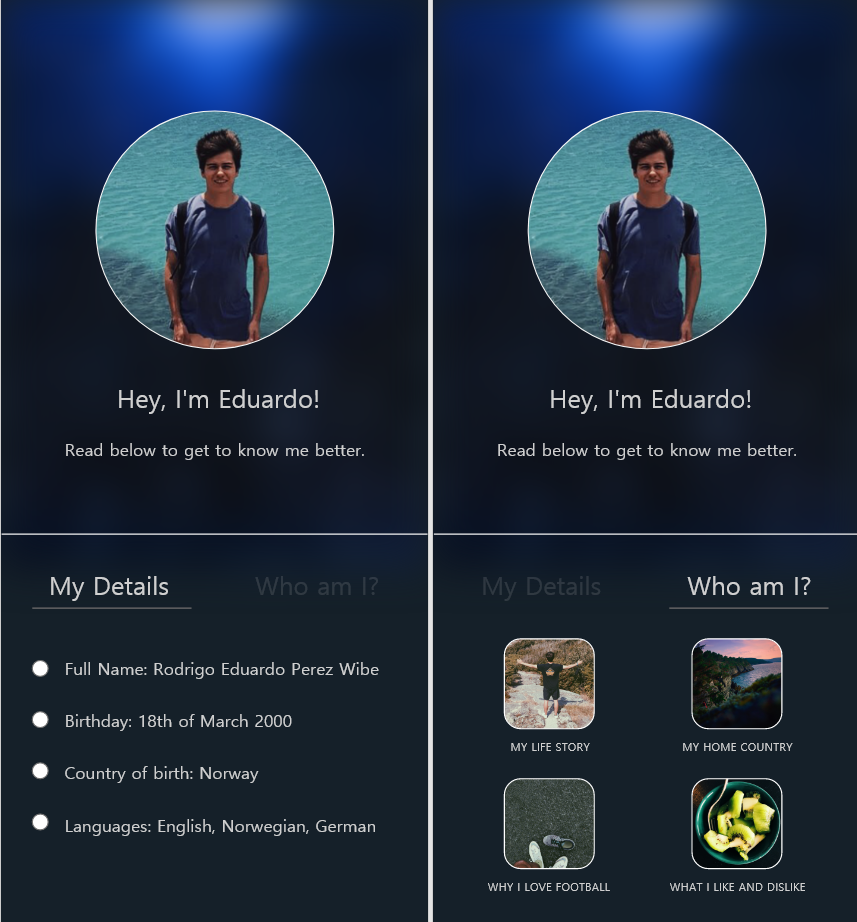 Hey, I'm Eduardo!
Read below to get to know me better.
My Details
Who am I?
Full Name: Rodrigo Eduardo Perez Wibe
Birthday: 18th of March 2000
Country of birth: Norway
Languages: English, Norwegian, German
Hey, I'm Eduardo!
Read below to get to know me better.
My Details
Who am I?
MY LIFE STORY
MY HOME COUNTRY
WHY I LOVE FOOTBALL
WHAT I LIKE AND DISLIKE